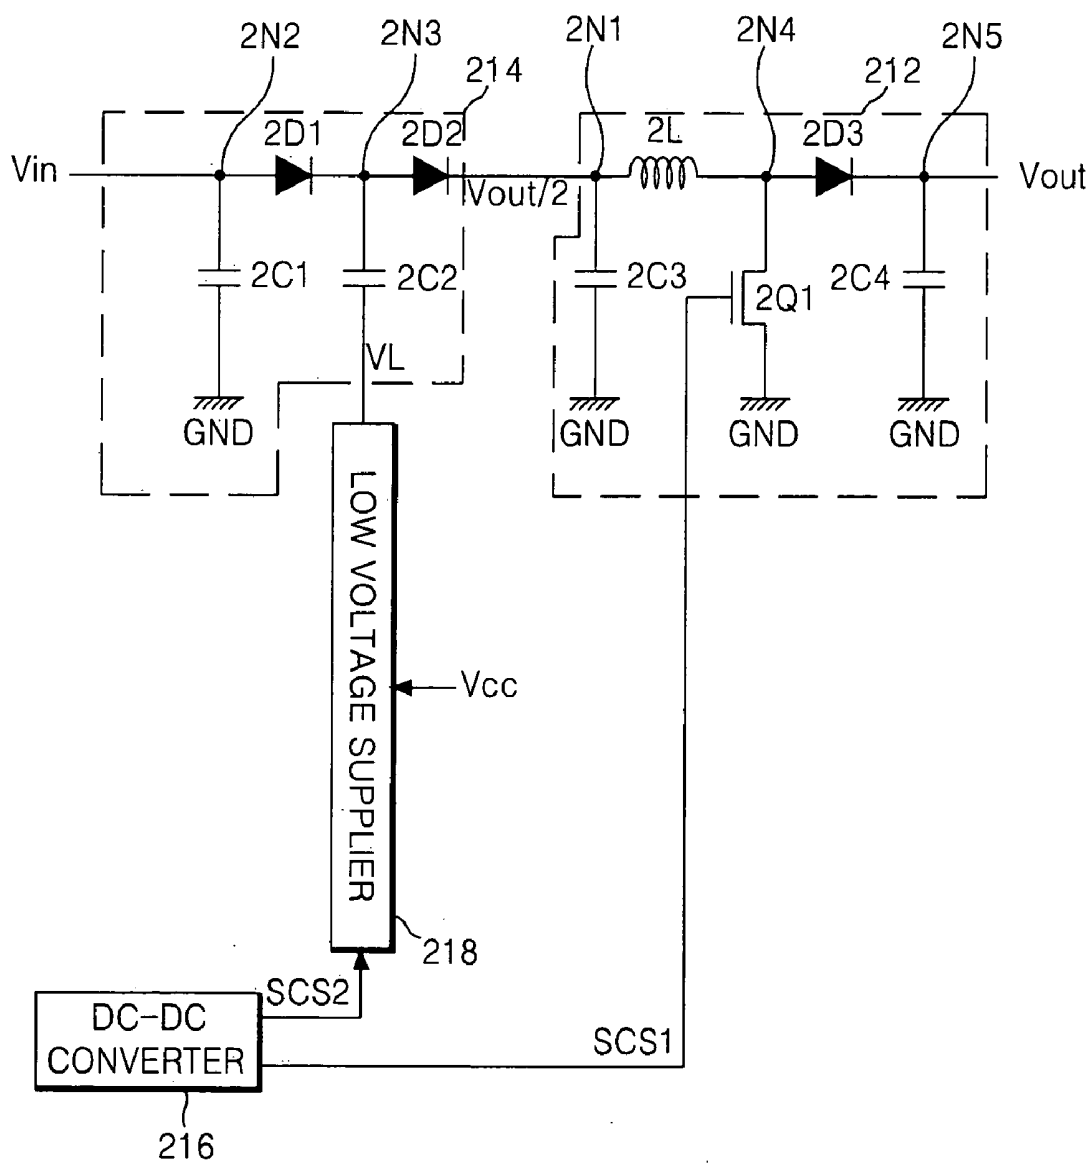 2N2
2N3
2N1
2N4
2N5
214
212
2D1
2D2
2L
2D3
Vin
Vout/2
Vout
2C1
2C2
2C3
2Q1
2C4
VL
GND
GND
GND
GND
LOW VOLTAGE SUPPLIER
Vcc
218
SCS2
DC-DC
CONVERTER
SCS1
216